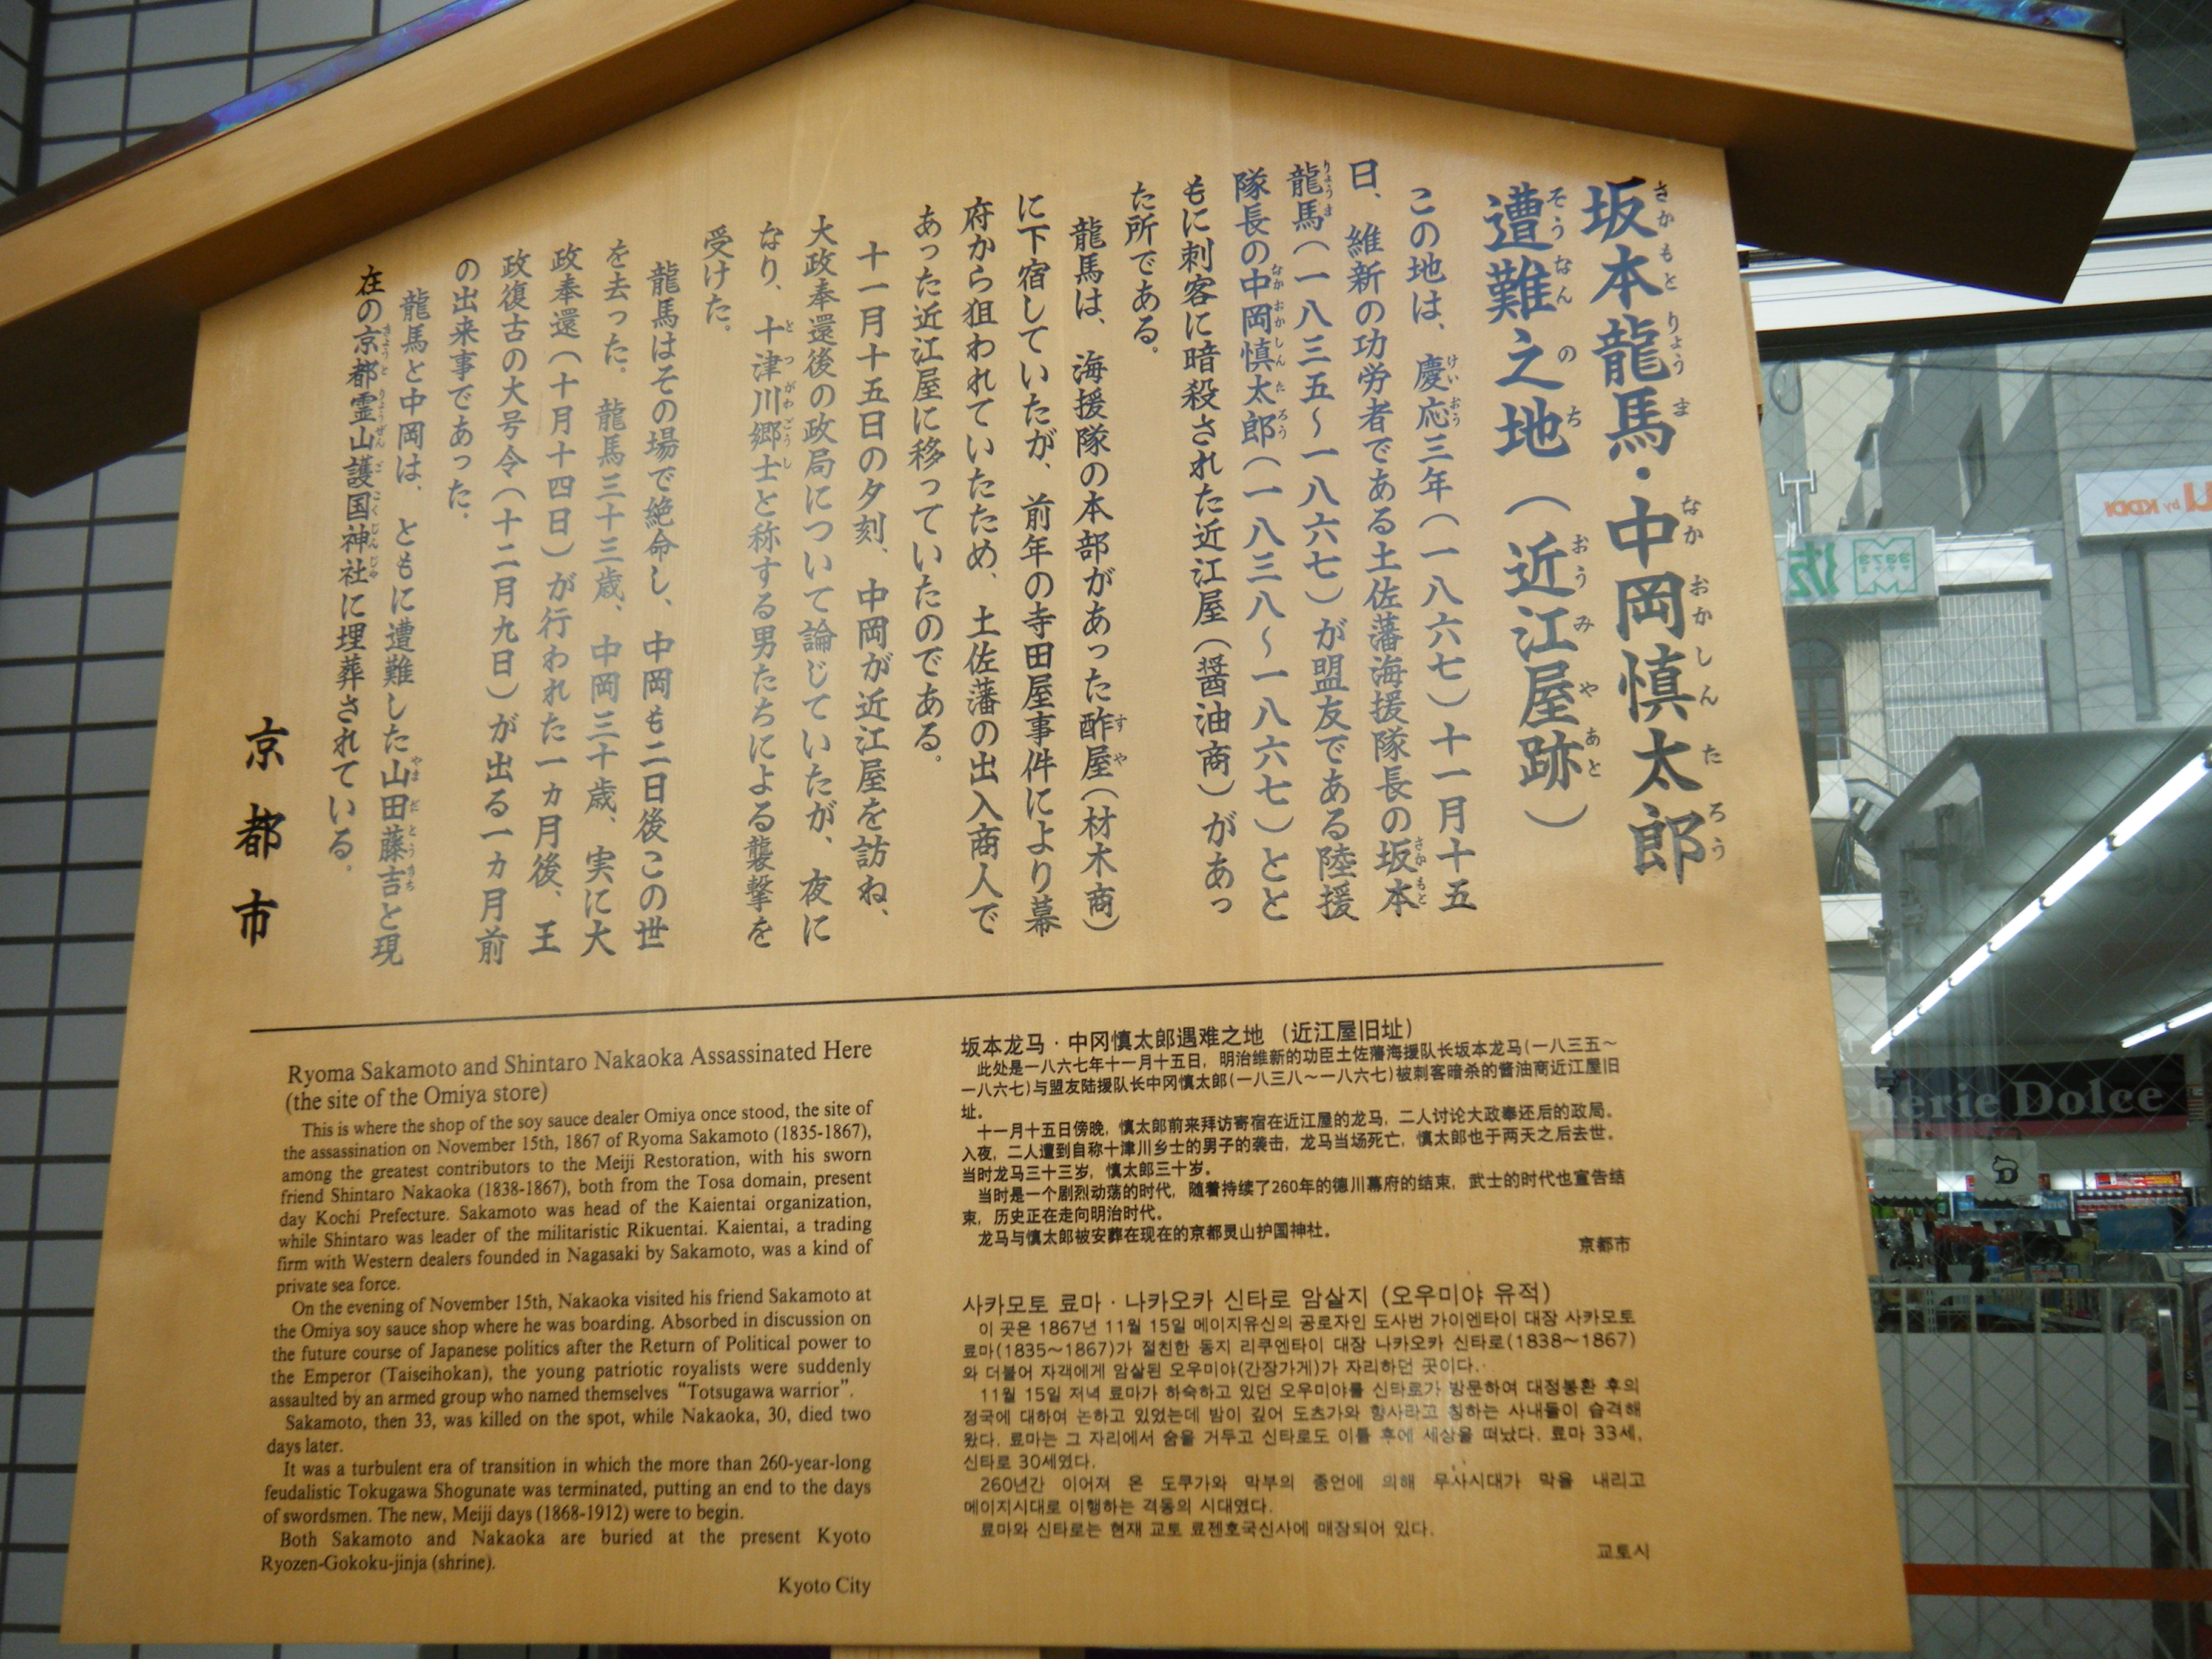 坂本龍馬・中岡慎太郎
遭難之地（近江屋跡）
この地は、慶応三年（一八六七）十一月十五
日、維新の功労者である土佐藩海援隊長の坂本
龍馬（一八三五～一八六七）が盟友である陸援
隊長の中岡慎太郎（一八三八～一八六七）とと
もに刺客に暗殺された近江屋（醤油商）があっ
た所である。
龍馬は、海援隊の本部があった酢屋（材木商）
に下宿していたが、前年の寺田屋事件により幕
府から狙われていたため、土佐藩の出入商人で
あった近江屋に移っていたのである。
十一月十五日の夕刻、中岡が近江屋を訪ね、
大政奉還後の政局について論じていたが、夜に
なり、十津川郷士と称する男たちによる襲撃を
受けた。
龍馬はその場で絶命し、中岡も二日後この世
を去った。龍馬三十三歳、中岡三十歳、実に大
政奉還（十月十四日）が行われた一カ月後、王
政復古の大号令（十二月九日）が出る一カ月前
の出来事であった。
龍馬と中岡は、ともに遭難した山田藤吉と現
在の京都霊山護国神社に埋葬されている。
京都市
Ryoma Sakamoto and Shintaro Nakaoka Assassinated Here
(the site of the Omiya store)
This is where the shop of the soy sauce dealer Omiya once stood, the site of
the assassination on November 15th, 1867 of Ryoma Sakamoto (1835-1867),
among the greatest contributors to the Meiji Restoration, with his sworn
friend Shintaro Nakaoka (1838-1867), both from the Tosa domain, present
day Kochi Prefecture. Sakamoto was head of the Kaientai organization,
while Shintaro was leader of the militaristic Rikuentai. Kaientai, a trading
firm with Western dealers founded in Nagasaki by Sakamoto, was a kind of
private sea force.
On the evening of November 15th, Nakaoka visited his friend Sakamoto at
the Omiya soy sauce shop where he was boarding. Absorbed in discussion on
the future course of Japanese politics after the Return of Political power to
the Emperor (Taiseihokan), the young patriotic royalists were suddenly
assaulted by an armed group who named themselves “Totsugawa warrior”.
Sakamoto, then 33, was killed on the spot, while Nakaoka, 30, died two
days later.
It was a turbulent era of transition in which the more than 260-year-long
feudalistic Tokugawa Shogunate was terminated, putting an end to the days
of swordsmen. The new, Meiji days (1868-1912) were to begin.
Both Sakamoto and Nakaoka are buried at the present Kyoto
Ryozen-Gokoku-jinja (shrine).
Kyoto City
坂本龙马・中冈慎太郎遇难之地（近江屋旧址）
此处是一八六七年十一月十五日，明治维新的功臣土佐藩海援队长坂本龙马(一八三五～
一八六七)与盟友陆援队长中冈慎太郎(一八三八～一八六七)被刺客暗杀的酱油商近江屋旧
址。
十一月十五日傍晚，慎太郎前来拜访寄宿在近江屋的龙马，二人讨论大政奉还后的政局。
入夜，二人遭到自称十津川乡士的男子的袭击，龙马当场死亡，慎太郎也于两天之后去世。
当时龙马三十三岁，慎太郎三十岁。
当时是一个剧烈动荡的时代，随着持续了260年的德川幕府的结束，武士的时代也宣告结
束，历史正在走向明治时代。
龙马与慎太郎被安葬在现在的京都灵山护国神社。
京都市
사카모토 료마・나카오카 신타로 암살지 (오우미야 유적)
이 곳은 1867년 11월 15일 메이지유신의 공로자인 도사번 가이엔타이 대장 사카모토
료마(1835～1867)가 절친한 동지 리쿠엔타이 대장 나카오카 신타로(1838～1867)
와 더불어 자객에게 암살된 오우미야(간장가게)가 자리하던 곳이다.
11월 15일 저녁 료마가 하숙하고 있던 오우미야를 신타로가 방문하여 대정봉환 후의
정국에 대하여 논하고 있었는데 밤이 깊어 도츠가와 향사라고 칭하는 사내들이 습격해
왔다. 료마는 그 자리에서 숨을 거두고 신타로도 이틀 후에 세상을 떠났다. 료마 33세,
신타로 30세였다.
260년간 이어져 온 도쿠가와 막부의 종언에 의해 무사시대가 막을 내리고
메이지시대로 이행하는 격동의 시대였다.
료마와 신타로는 현재 교토 료젠호국신사에 매장되어 있다.
교토시
U by KDDI
Cherie Dolce
D